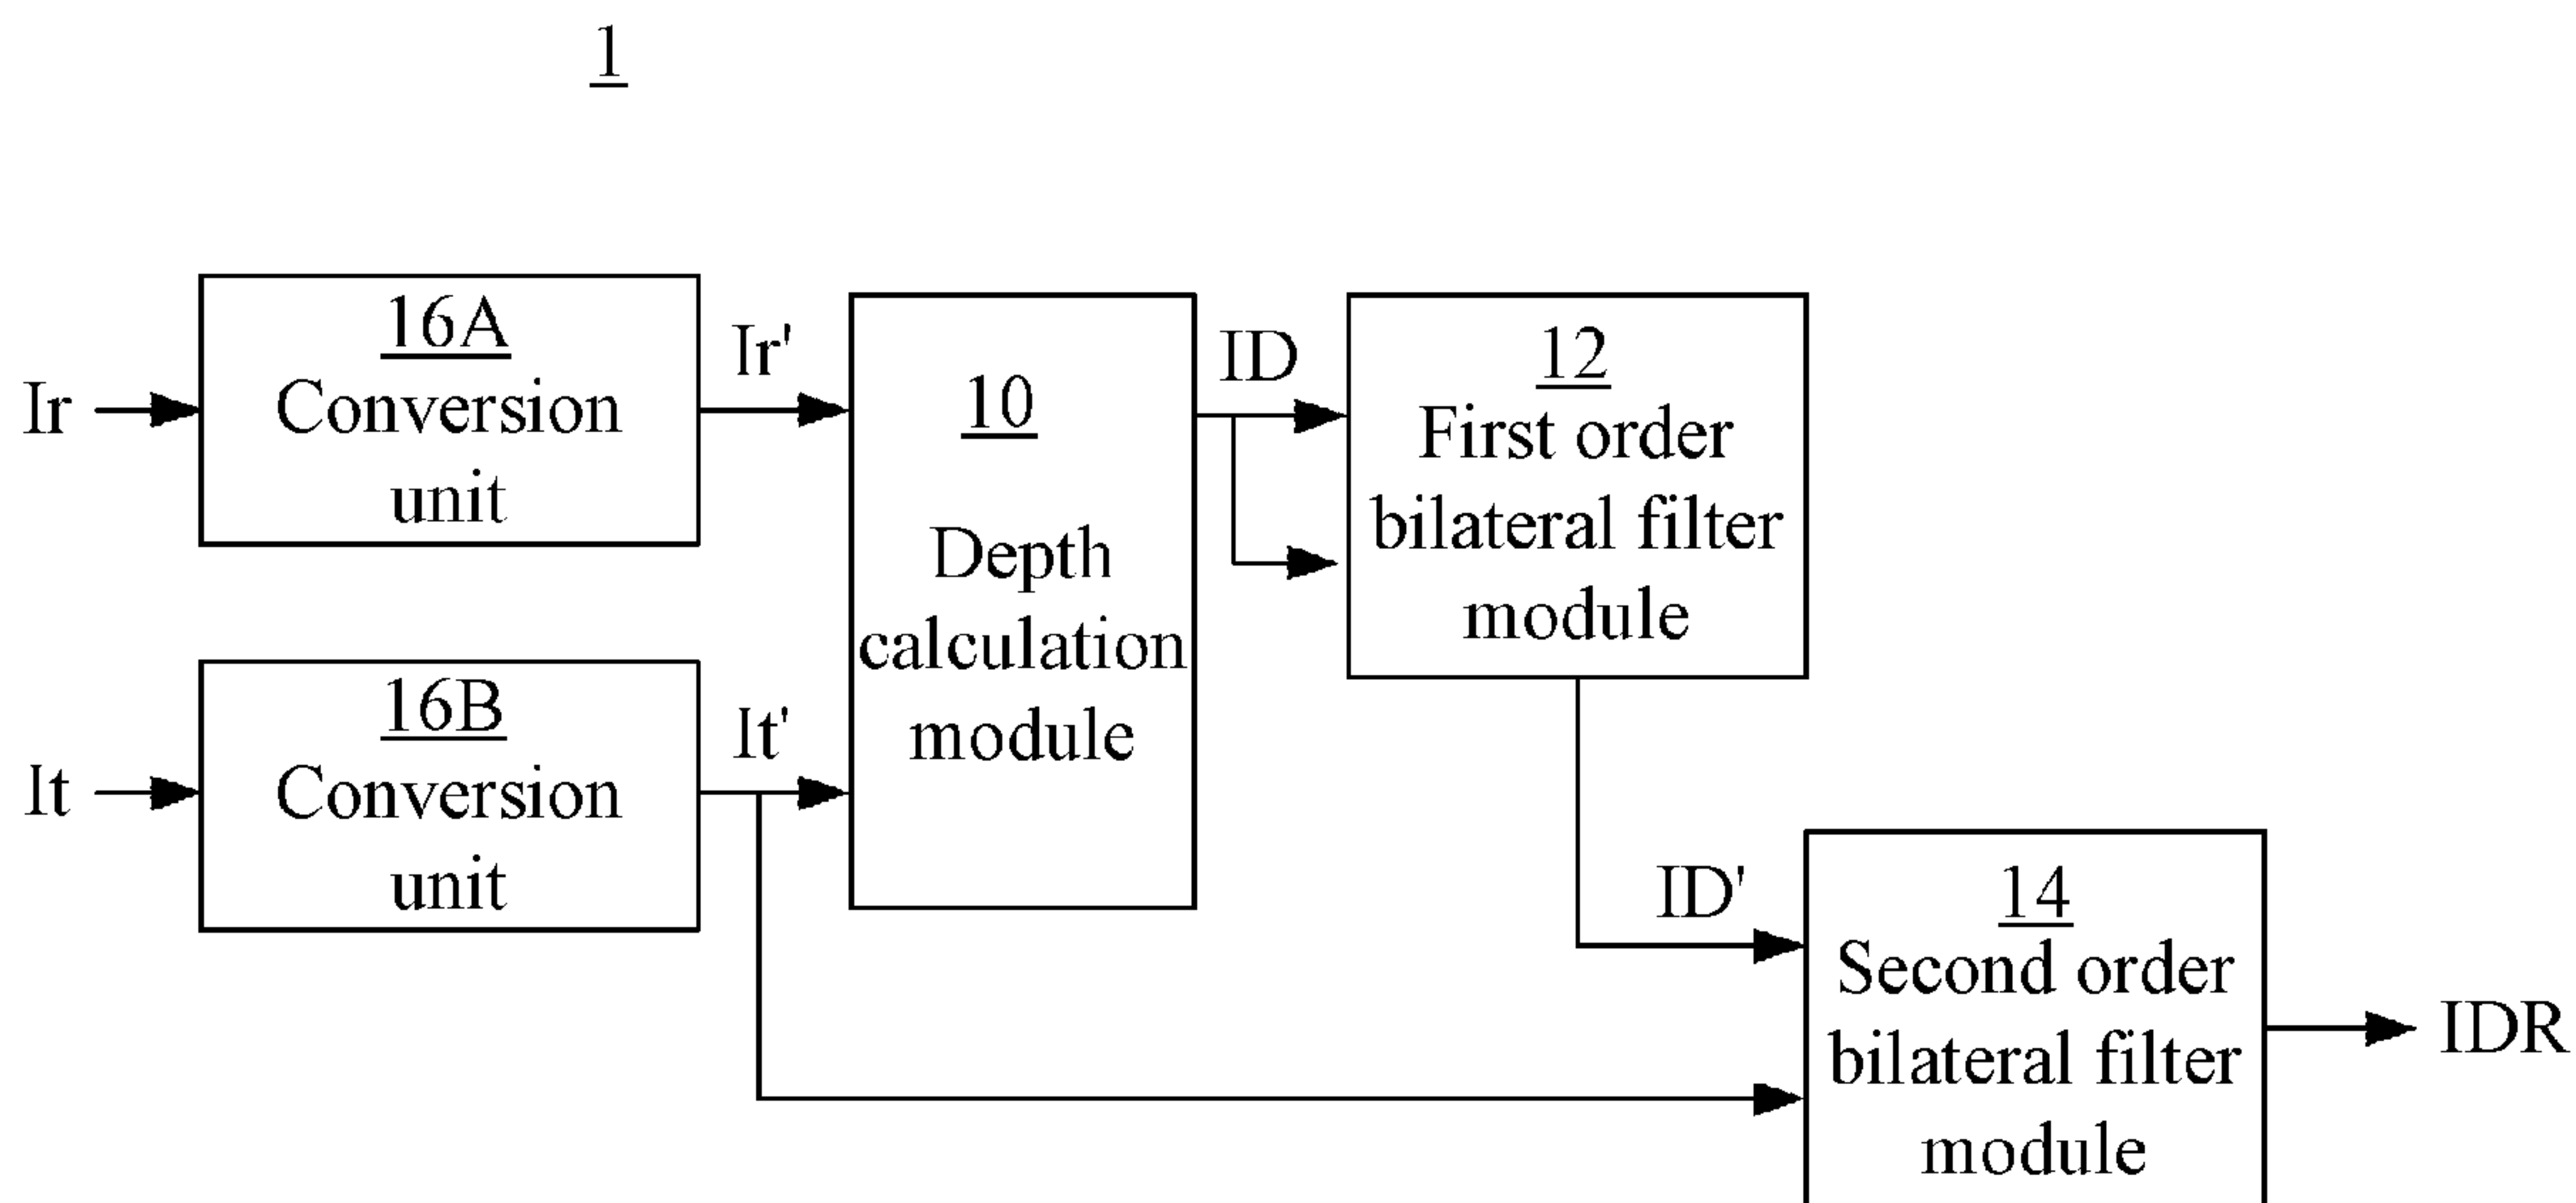 1
16A
Conversion
unit
Ir
Ir'
16B
Conversion
unit
It
It'
10
Depth
calculation
module
ID
12
First order
bilateral filter
module
ID'
14
Second order
bilateral filter
module
IDR